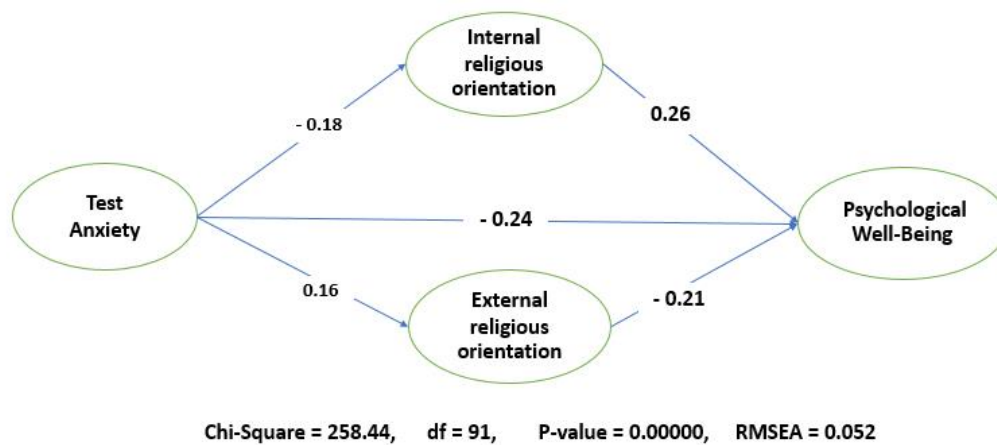 Internal
religious
orientation
- 0.18
0.26
Test
Anxiety
- 0.24
Psychological
Well-Being
0.16
External
religious
orientation
- 0.21
Chi-Square = 258.44, df = 91, P-value = 0.00000, RMSEA = 0.052